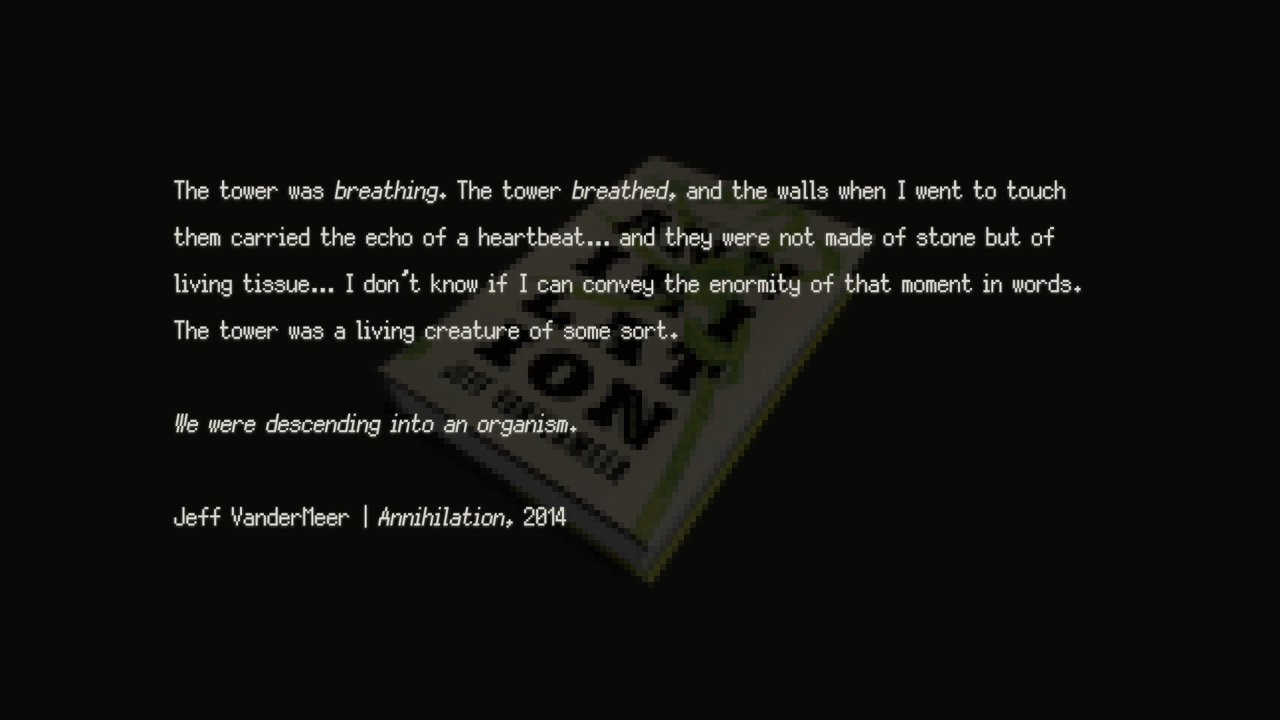 The tower was breathing. The tower breathed, and the walls when I went to touch
them carried the echo of a heartbeat... and they were not made of stone but of
living tissue... I don't know if I can convey the enormity of that moment in words.
The tower was a living creature of some sort.
We were descending into an organism.
Jeff VanderMeer | Annihilation, 2014